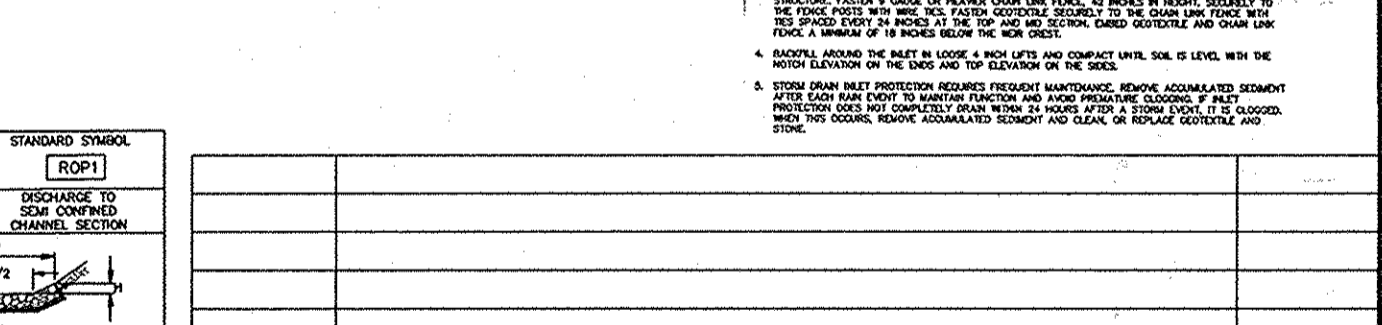 STRUCTURE. FASTEN 9 GAUGE OR HEAVIER CHAIN LINK FENCE, 42 INCHES IN HEIGHT, SECURELY TO
THE FENCE POSTS WITH WIRE TIES. FASTEN GEOTEXTILE SECURELY TO THE CHAIN LINK FENCE WITH
TIES SPACED EVERY 24 INCHES AT THE TOP AND MID SECTION. EMBED GEOTEXTILE AND CHAIN LINK
FENCE A MINIMUM OF 18 INCHES BELOW THE WEIR CREST.
4. BACKFILL AROUND THE INLET IN LOOSE 4 INCH LIFTS AND COMPACT UNTIL SOIL IS LEVEL WITH THE
NOTCH ELEVATION ON THE ENDS AND TOP ELEVATION ON THE SIDES.
5. STORM DRAIN INLET PROTECTION REQUIRES FREQUENT MAINTENANCE. REMOVE ACCUMULATED SEDIMENT
AFTER EACH RAIN EVENT TO MAINTAIN FUNCTION AND AVOID PREMATURE CLOGGING. IF INLET
PROTECTION DOES NOT COMPLETELY DRAIN WITHIN 24 HOURS AFTER A STORM EVENT, IT IS CLOGGED.
WHEN THIS OCCURS, REMOVE ACCUMULATED SEDIMENT AND CLEAN, OR REPLACE GEOTEXTILE AND
STONE.
STANDARD SYMBOL
ROP1
DISCHARGE TO
SEMI CONFINED
CHANNEL SECTION
/2